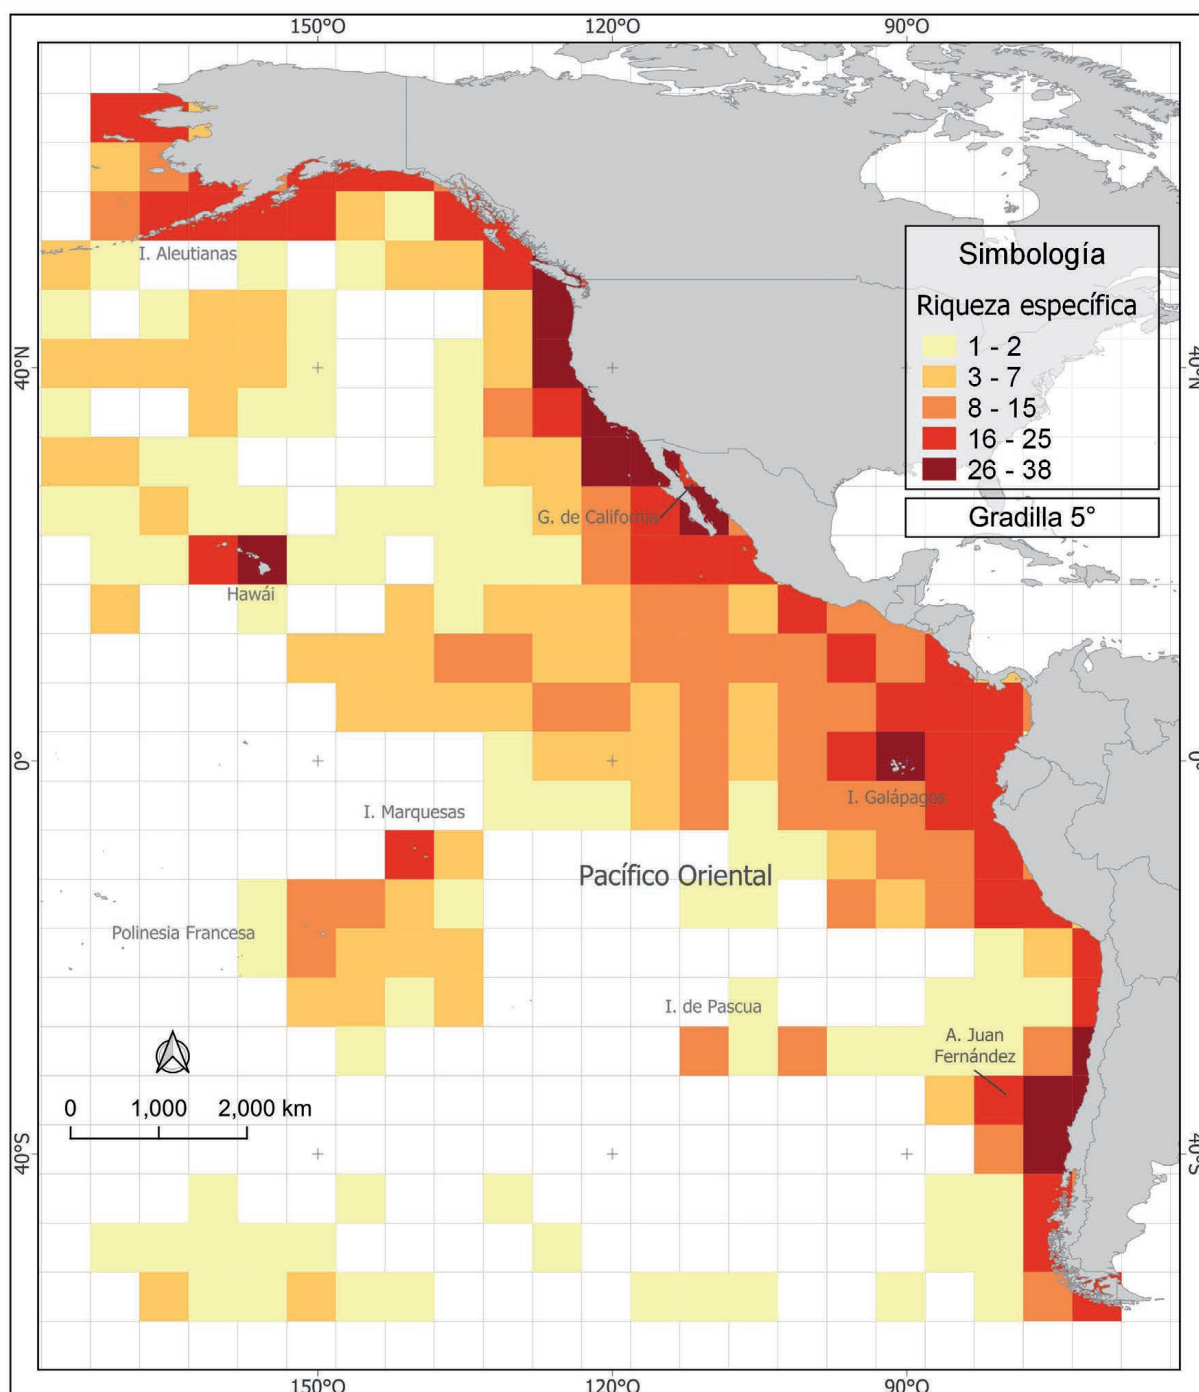 150°O 120°O 90°O
I. Aleutianas
Simbología
Riqueza específica
1 - 2
3 - 7
8 - 15
16 - 25
26 - 38
Gradilla 5°
40°N 40°N
G. de California
Hawái
0° 0°
I. Galápagos
I. Marquesas
Pacífico Oriental
Polinesia Francesa
I. de Pascua
A. Juan
Fernández
0 1,000 2,000 km
40°S 40°S
150°O 120°O 90°O